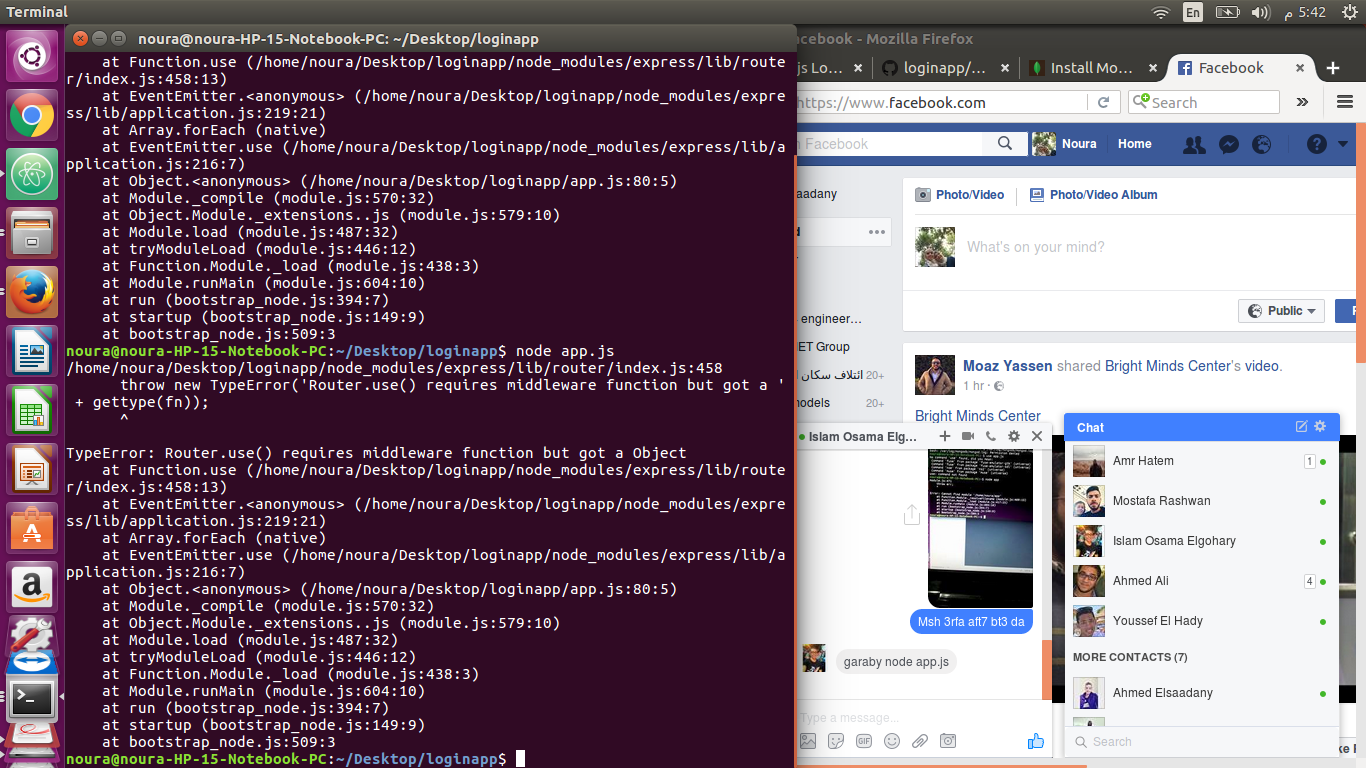 Terminal
En
5:42 م
noura@noura-HP-15-Notebook-PC: ~/Desktop/loginapp
at Function.use (/home/noura/Desktop/loginapp/node_modules/express/lib/route
r/index.js:458:13)
at EventEmitter.<anonymous> (/home/noura/Desktop/loginapp/node_modules/expre
ss/lib/application.js:219:21)
at Array.forEach (native)
at EventEmitter.use (/home/noura/Desktop/loginapp/node_modules/express/lib/a
pplication.js:216:7)
at Object.<anonymous> (/home/noura/Desktop/loginapp/app.js:80:5)
at Module._compile (module.js:570:32)
at Object.Module._extensions..js (module.js:579:10)
at Module.load (module.js:487:32)
at tryModuleLoad (module.js:446:12)
at Function.Module._load (module.js:438:3)
at Module.runMain (module.js:604:10)
at run (bootstrap_node.js:394:7)
at startup (bootstrap_node.js:149:9)
at bootstrap_node.js:509:3
noura@noura-HP-15-Notebook-PC:~/Desktop/loginapp$ node app.js
/home/noura/Desktop/loginapp/node_modules/express/lib/router/index.js:458
throw new TypeError('Router.use() requires middleware function but got a '
+ gettype(fn));
^
TypeError: Router.use() requires middleware function but got a Object
at Function.use (/home/noura/Desktop/loginapp/node_modules/express/lib/route
r/index.js:458:13)
at EventEmitter.<anonymous> (/home/noura/Desktop/loginapp/node_modules/expre
ss/lib/application.js:219:21)
at Array.forEach (native)
at EventEmitter.use (/home/noura/Desktop/loginapp/node_modules/express/lib/a
pplication.js:216:7)
at Object.<anonymous> (/home/noura/Desktop/loginapp/app.js:80:5)
at Module._compile (module.js:570:32)
at Object.Module._extensions..js (module.js:579:10)
at Module.load (module.js:487:32)
at tryModuleLoad (module.js:446:12)
at Function.Module._load (module.js:438:3)
at Module.runMain (module.js:604:10)
at run (bootstrap_node.js:394:7)
at startup (bootstrap_node.js:149:9)
at bootstrap_node.js:509:3
noura@noura-HP-15-Notebook-PC:~/Desktop/loginapp$
acebook - Mozilla Firefox
js Lo...
loginapp/...
Install Mo...
Facebook
https://www.facebook.com
Search
n Facebook
Noura
Home
saadany
d
engineer...
ET Group
ائتلاف سكان 20+
odels 20+
Photo/Video
Photo/Video Album
What's on your mind?
Public
Moaz Yassen shared Bright Minds Center's video.
1 hr
Bright Minds Center
Islam Osama Elg...
Msh 3rfa aft7 bt3 da
garaby node app.js
Type a message...
GIF
Chat
Amr Hatem 1
Mostafa Rashwan
Islam Osama Elgohary
Ahmed Ali 4
Youssef El Hady
MORE CONTACTS (7)
Ahmed Elsaadany
Search
ke